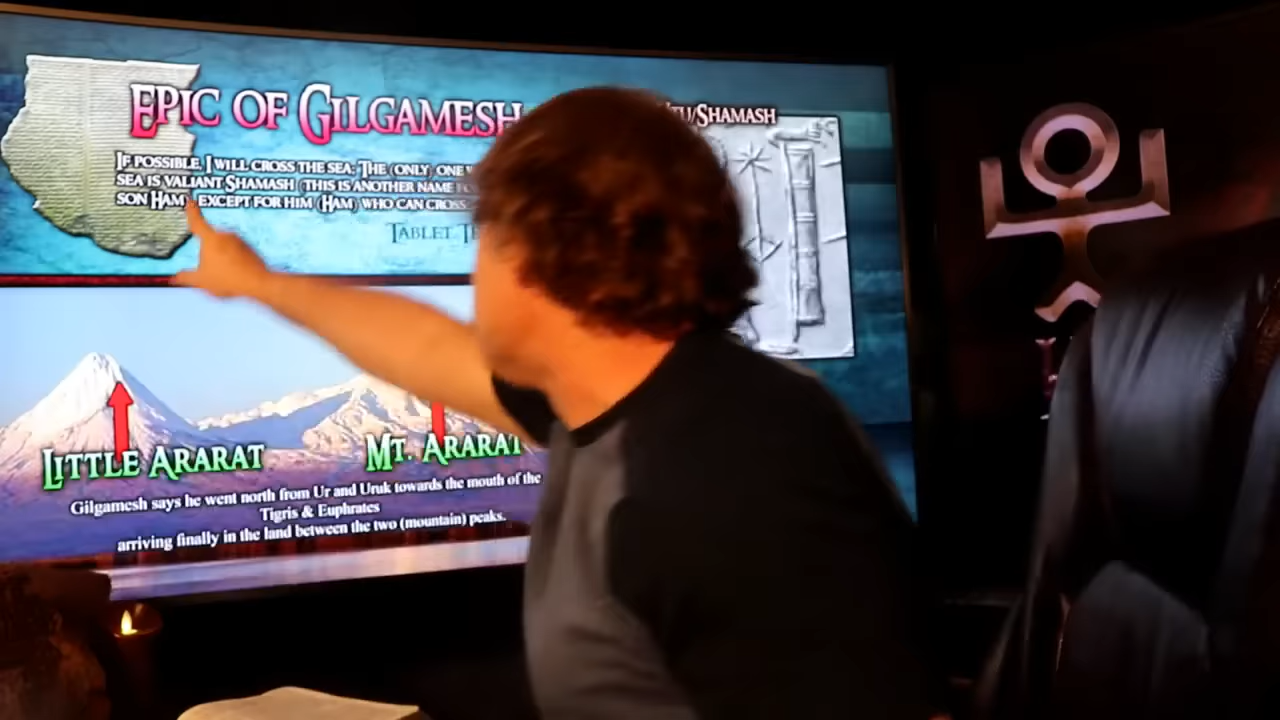 EPIC OF GILGAMESH
UTU/SHAMASH
IF POSSIBLE, I WILL CROSS THE SEA; THE (ONLY) ONE
SEA IS VALIANT SHAMASH (THIS IS ANOTHER NAME
SON HAM), EXCEPT FOR HIM (HAM) WHO CAN CROSS
TABLET
LITTLE ARARAT
MT. ARARAT
Gilgamesh says he went north from Ur and Uruk towards the mouth of the
Tigris & Euphrates
arriving finally in the land between the two (mountain) peaks.